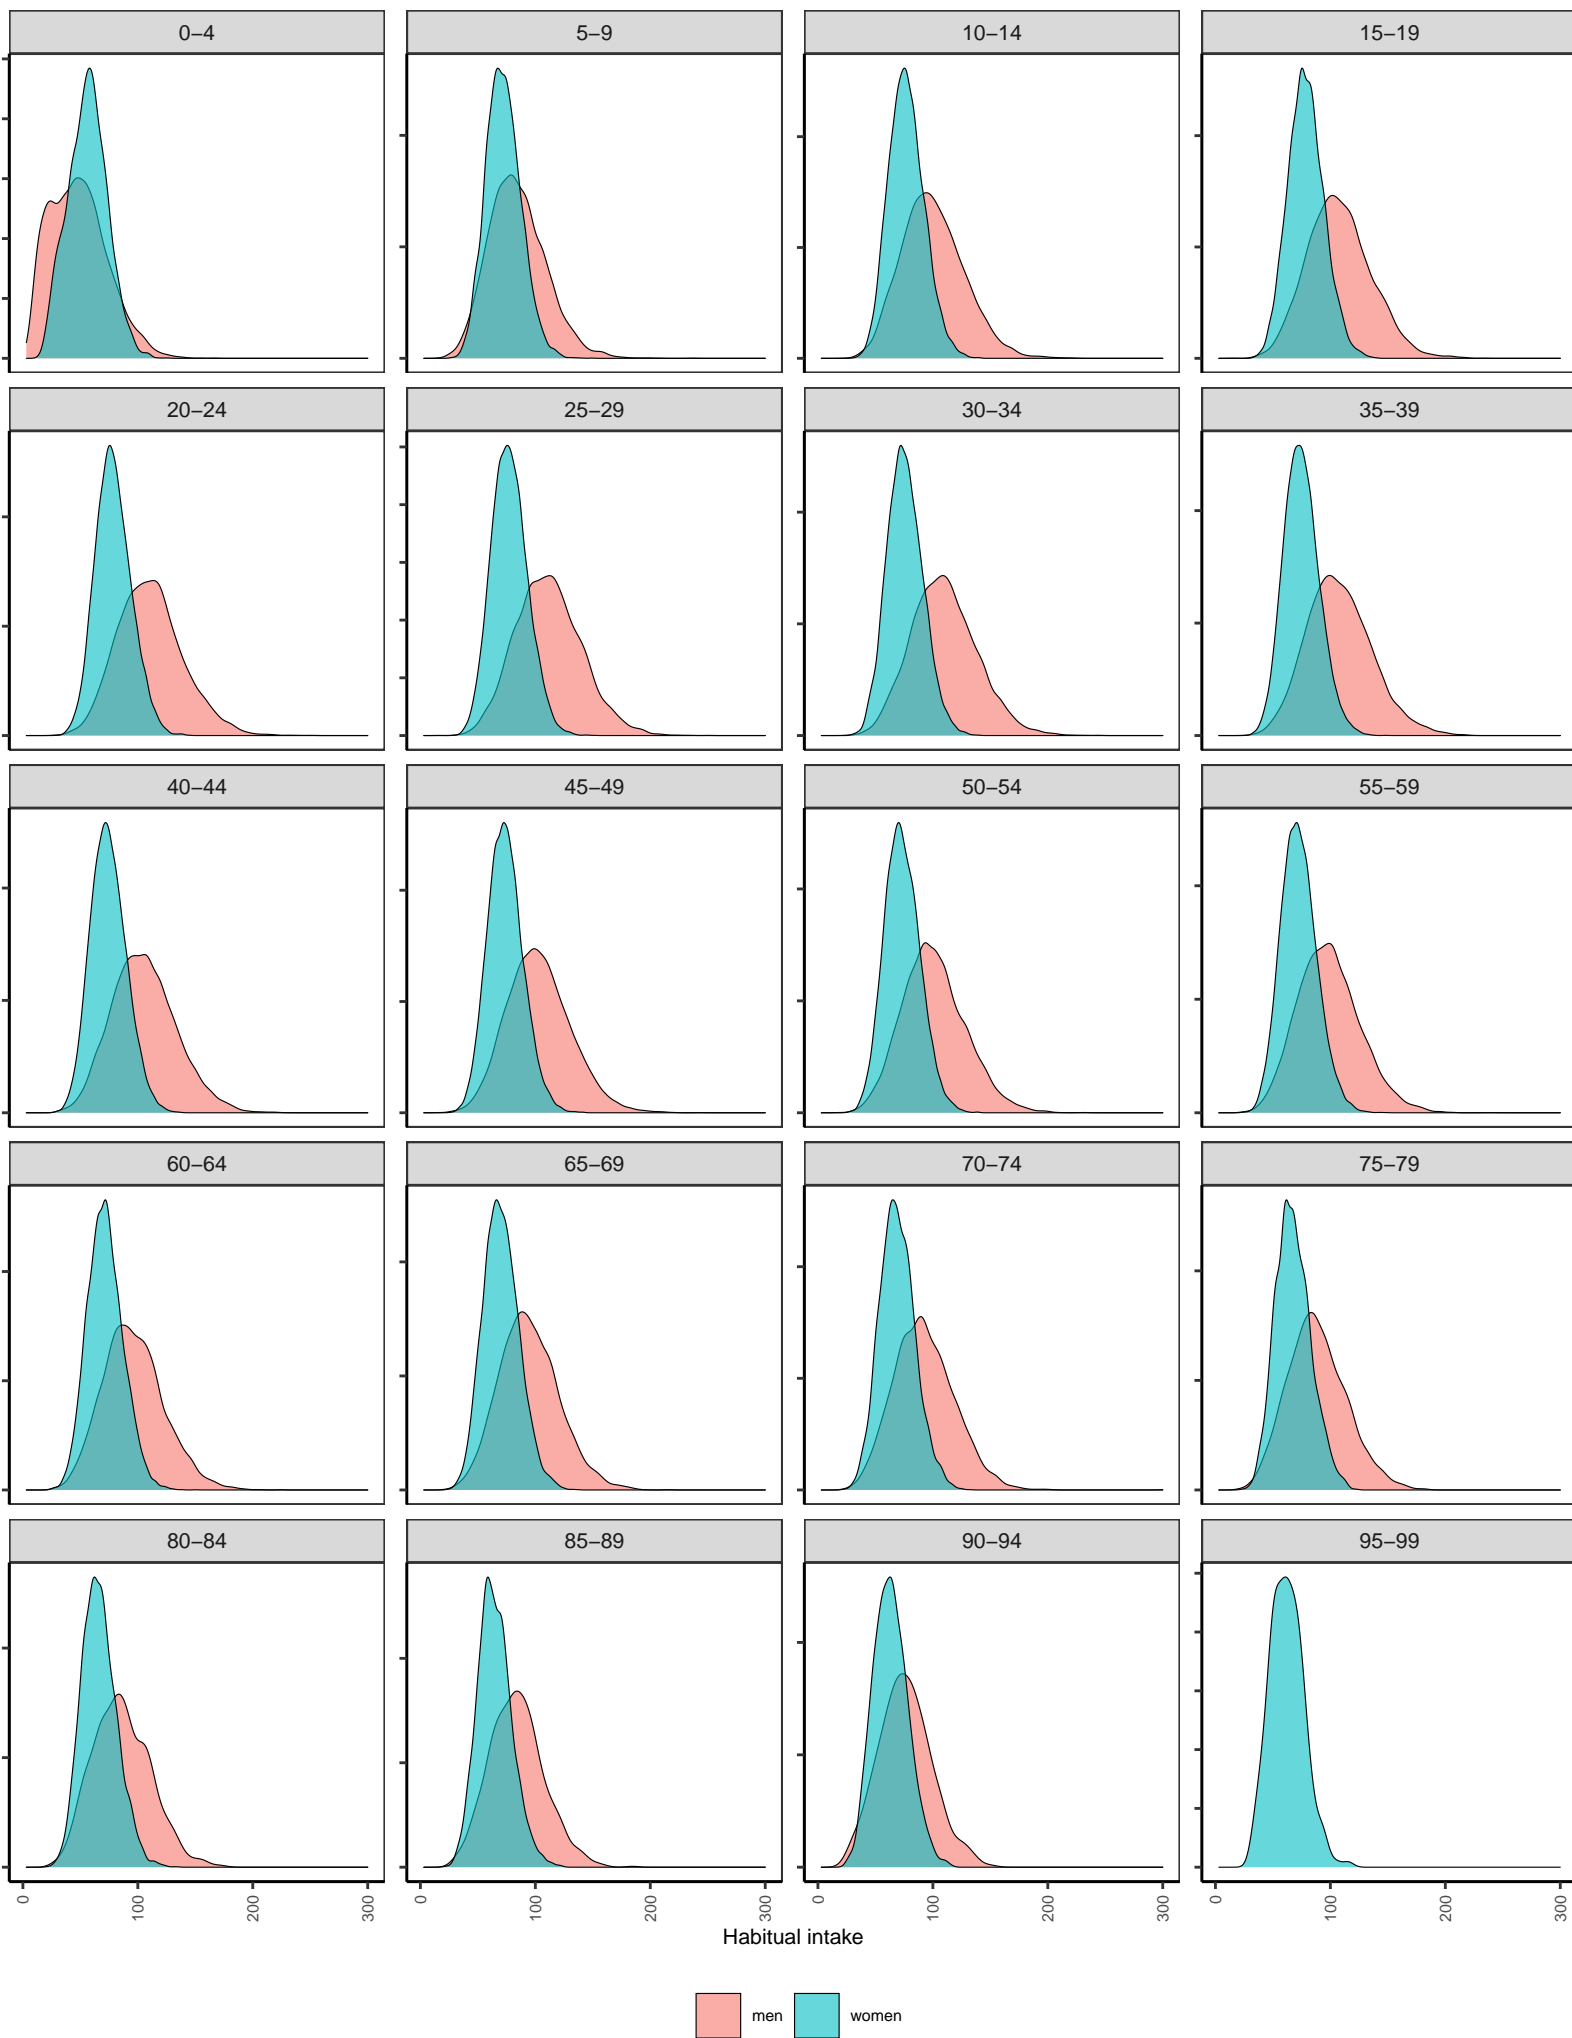 0–4 5–9 10–14 15–19
20–24 25–29 30–34 35–39
40–44 45–49 50–54 55–59
60–64 65–69 70–74 75–79
80–84 85–89 90–94 95–99
0 100 200 300 0 100 200 300 0 100 200 300 0 100 200 300
Habitual intake
men women